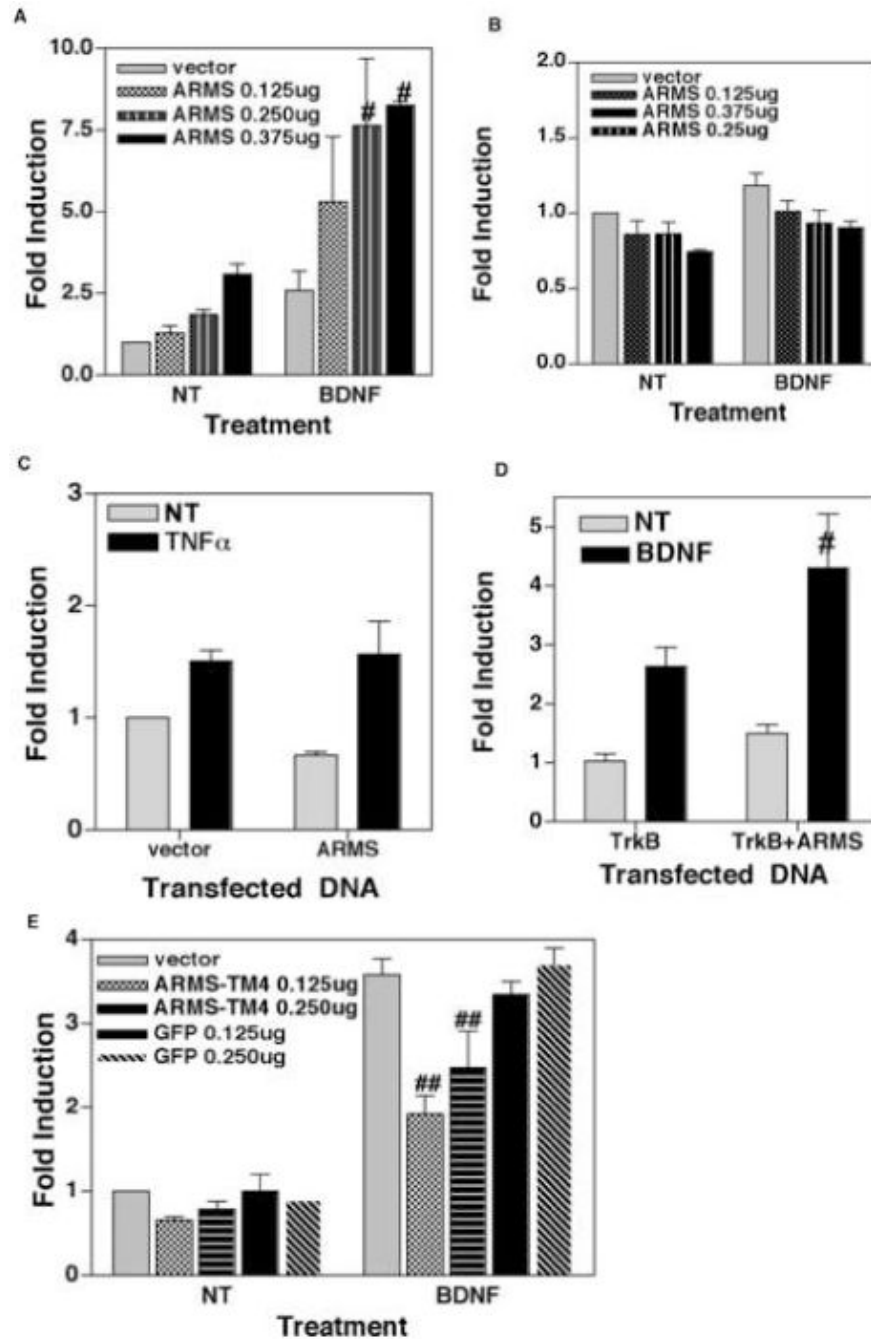 A
10.0
7.5
5.0
2.5
0.0
Fold Induction
vector
ARMS 0.125ug
ARMS 0.250ug
ARMS 0.375ug
#
#
NT
BDNF
Treatment
B
2.0
1.5
1.0
0.5
0.0
Fold Induction
vector
ARMS 0.125ug
ARMS 0.375ug
ARMS 0.25ug
NT
BDNF
Treatment
C
3
2
1
0
Fold Induction
NT
TNFα
vector
ARMS
Transfected DNA
D
5
4
3
2
1
0
Fold Induction
NT
BDNF
#
TrkB
TrkB+ARMS
Transfected DNA
E
4
3
2
1
0
Fold Induction
vector
ARMS-TM4 0.125ug
ARMS-TM4 0.250ug
GFP 0.125ug
GFP 0.250ug
##
##
NT
BDNF
Treatment